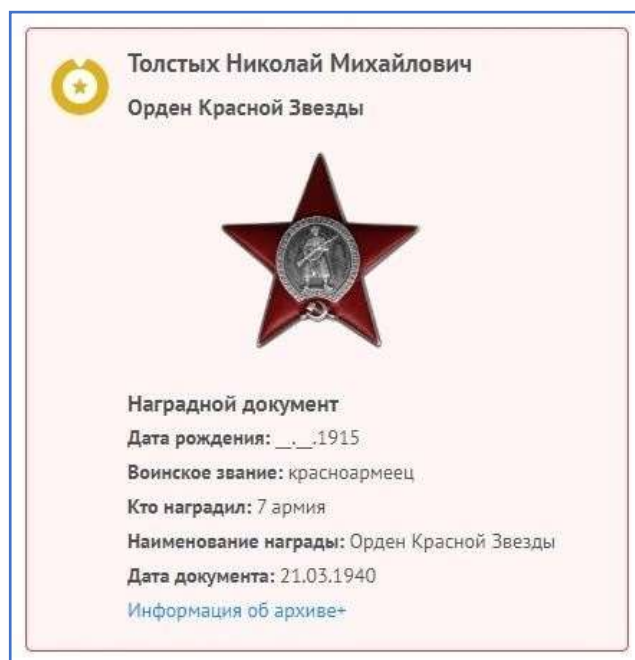 Толстых Николай Михайлович
Орден Красной Звезды
Наградной документ
Дата рождения: __.__.1915
Воинское звание: красноармеец
Кто наградил: 7 армия
Наименование награды: Орден Красной Звезды
Дата документа: 21.03.1940
Информация об архиве+